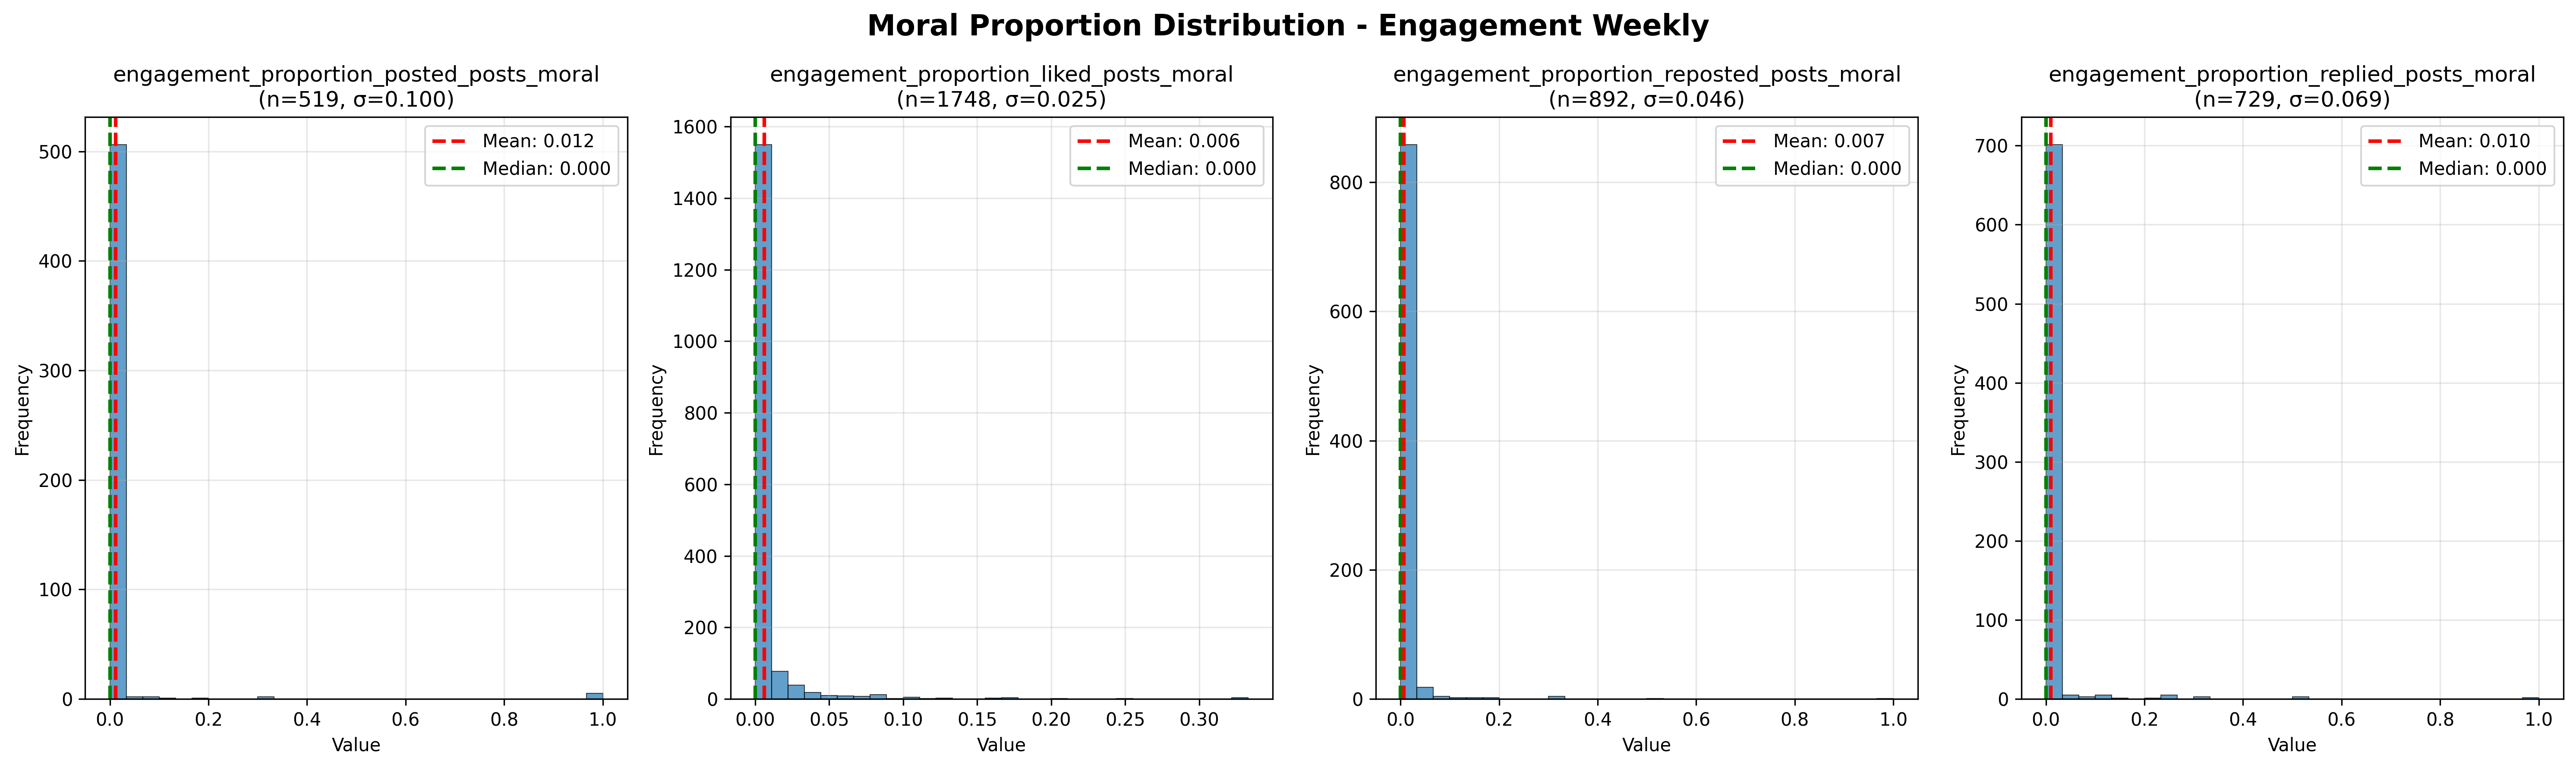 Moral Proportion Distribution - Engagement Weekly
engagement_proportion_posted_posts_moral
(n=519, σ=0.100)
Mean: 0.012
Median: 0.000
Frequency
500
400
300
200
100
0
0.0 0.2 0.4 0.6 0.8 1.0
Value
engagement_proportion_liked_posts_moral
(n=1748, σ=0.025)
Mean: 0.006
Median: 0.000
Frequency
1600
1400
1200
1000
800
600
400
200
0
0.00 0.05 0.10 0.15 0.20 0.25 0.30
Value
engagement_proportion_reposted_posts_moral
(n=892, σ=0.046)
Mean: 0.007
Median: 0.000
Frequency
800
600
400
200
0
0.0 0.2 0.4 0.6 0.8 1.0
Value
engagement_proportion_replied_posts_moral
(n=729, σ=0.069)
Mean: 0.010
Median: 0.000
Frequency
700
600
500
400
300
200
100
0
0.0 0.2 0.4 0.6 0.8 1.0
Value